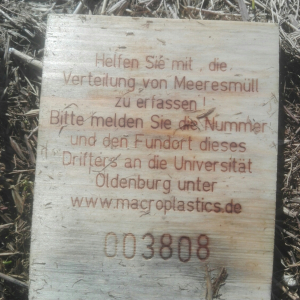 Helfen Sie mit, die
Verteilung von Meeresmüll
zu erfassen!
Bitte melden Sie die Nummer
und den Fundort dieses
Drifters an die Universität
Oldenburg unter
www.macroplastics.de
003808